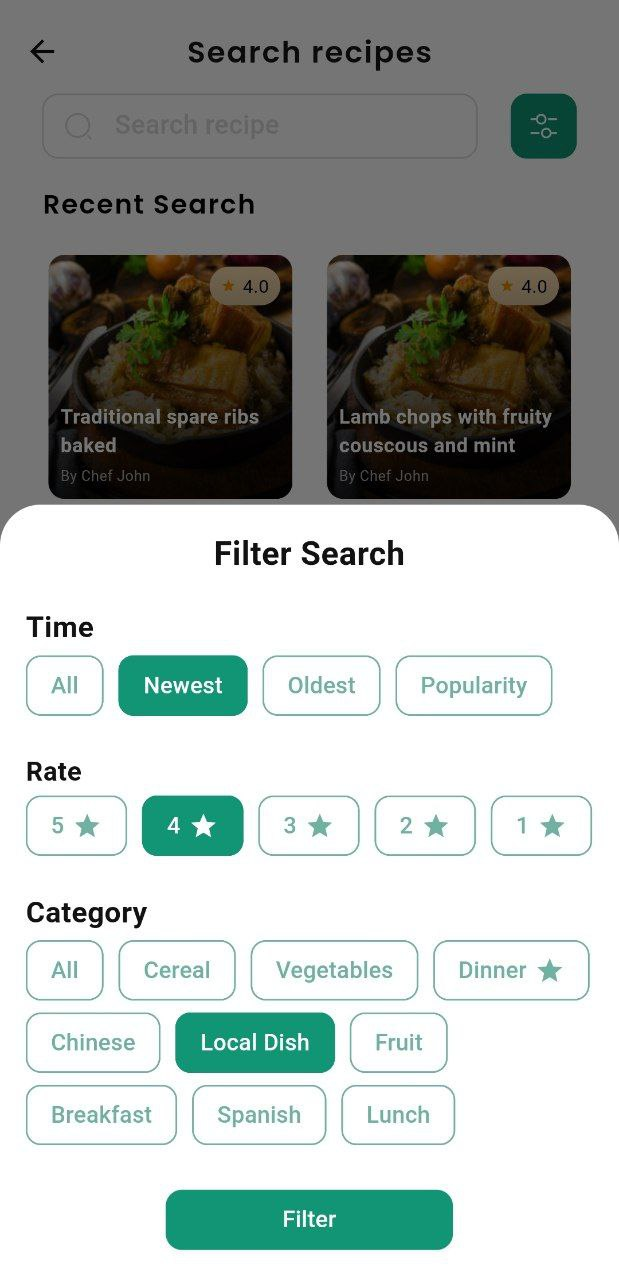 Search recipes
Search recipe
Recent Search
4.0
4.0
Traditional spare ribs
baked
By Chef John
Lamb chops with fruity
couscous and mint
By Chef John
Filter Search
Time
All Newest Oldest Popularity
Rate
5 4 3 2 1
Category
All Cereal Vegetables Dinner
Chinese Local Dish Fruit
Breakfast Spanish Lunch
Filter